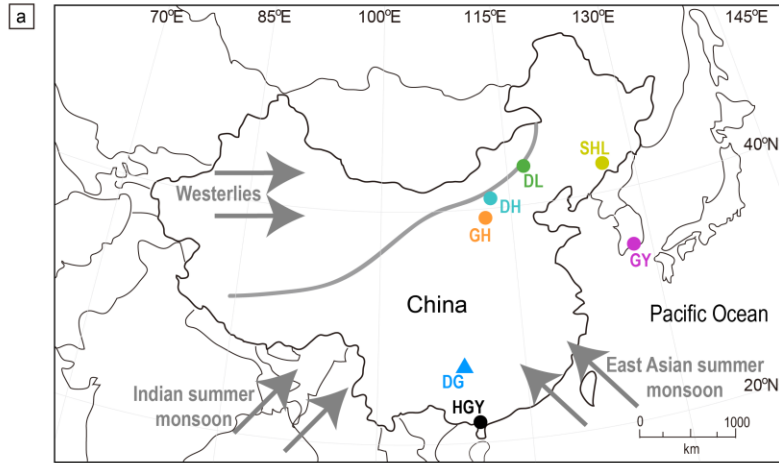 a
70ºE
85ºE
100ºE
115ºE
130ºE
145ºE
40ºN
SHL
DL
Westerlies
DH
GH
GY
China
Pacific Ocean
DG
East Asian summer
monsoon
Indian summer
monsoon
HGY
20ºN
0 1000
km